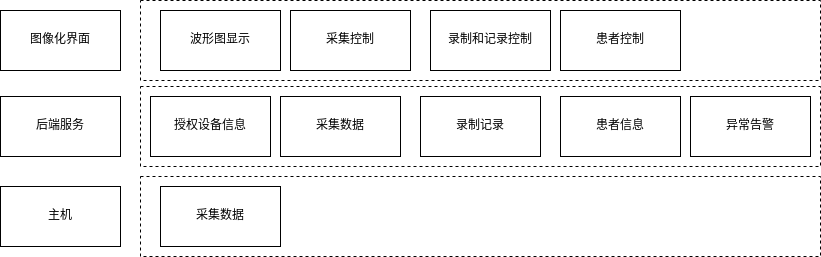 图像化界面
波形图显示
采集控制
录制和记录控制
患者控制
后端服务
授权设备信息
采集数据
录制记录
患者信息
异常告警
主机
采集数据